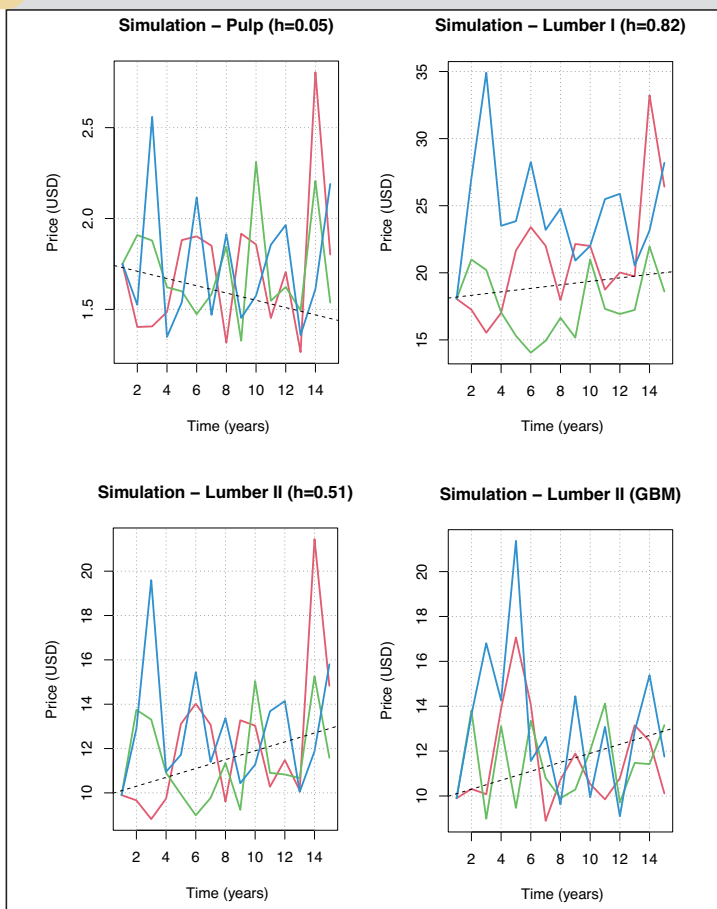 Simulation – Pulp (h=0.05)
Price (USD)
2.5
2.0
1.5
2 4 6 8 10 12 14
Time (years)
Simulation – Lumber I (h=0.82)
Price (USD)
35
30
25
20
15
2 4 6 8 10 12 14
Time (years)
Simulation – Lumber II (h=0.51)
Price (USD)
20
18
16
14
12
10
2 4 6 8 10 12 14
Time (years)
Simulation – Lumber II (GBM)
Price (USD)
20
18
16
14
12
10
2 4 6 8 10 12 14
Time (years)